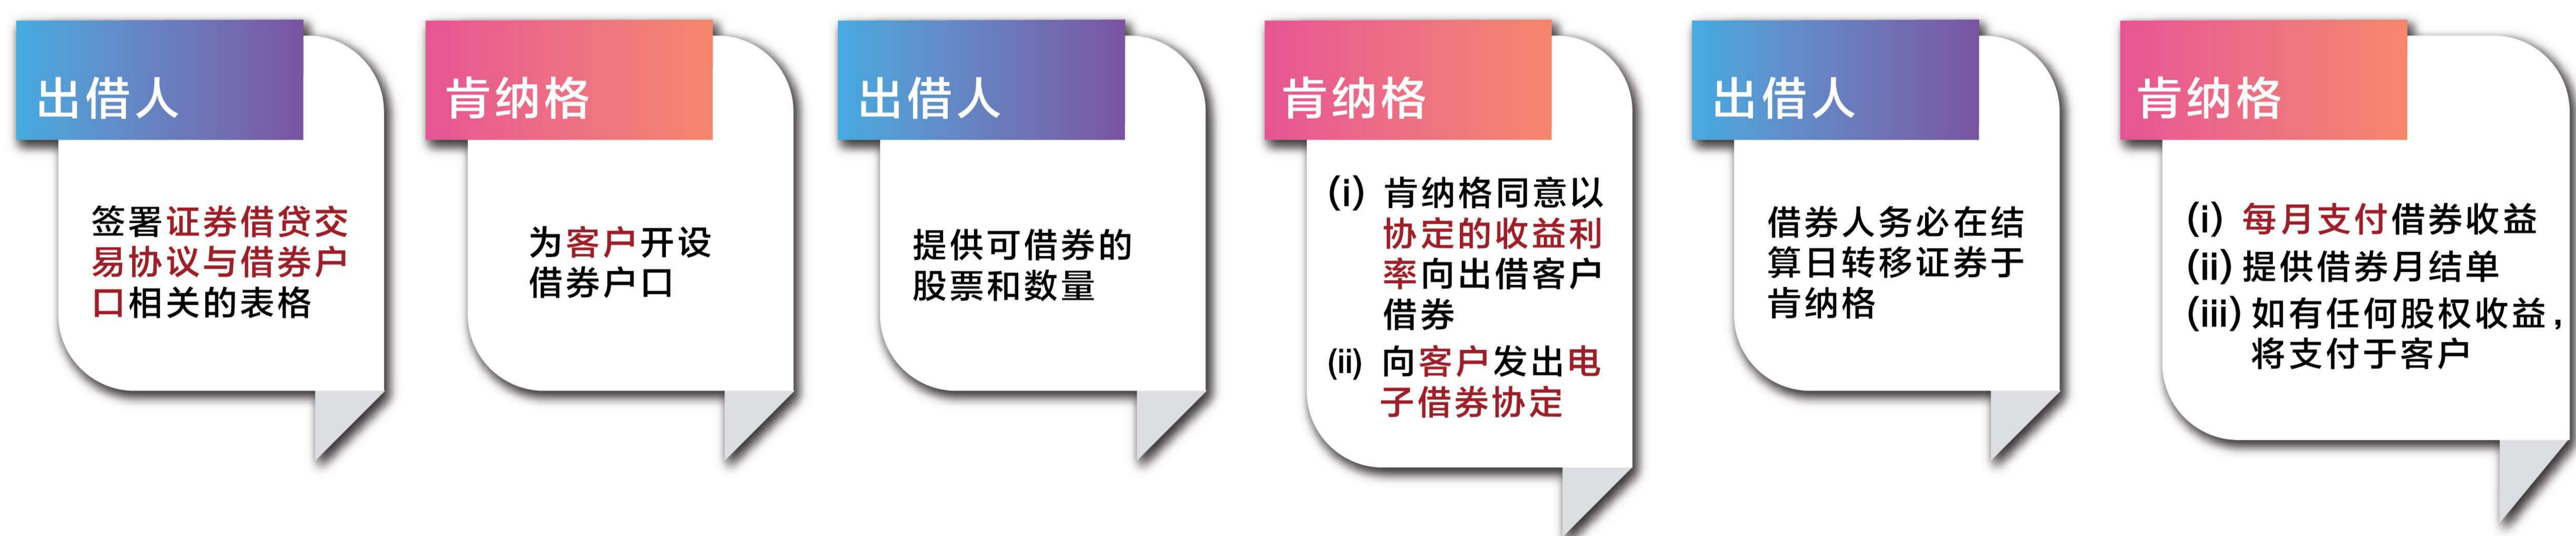 出借人
签署证券借贷交
易协议与借券户
口相关的表格
肯纳格
为客户开设
借券户口
出借人
提供可借券的
股票和数量
肯纳格
(i) 肯纳格同意以
协定的收益利
率向出借客户
借券
(ii) 向客户发出电
子借券协定
出借人
借券人务必在结
算日转移证券于
肯纳格
肯纳格
(i) 每月支付借券收益
(ii) 提供借券月结单
(iii) 如有任何股权收益，
将支付于客户